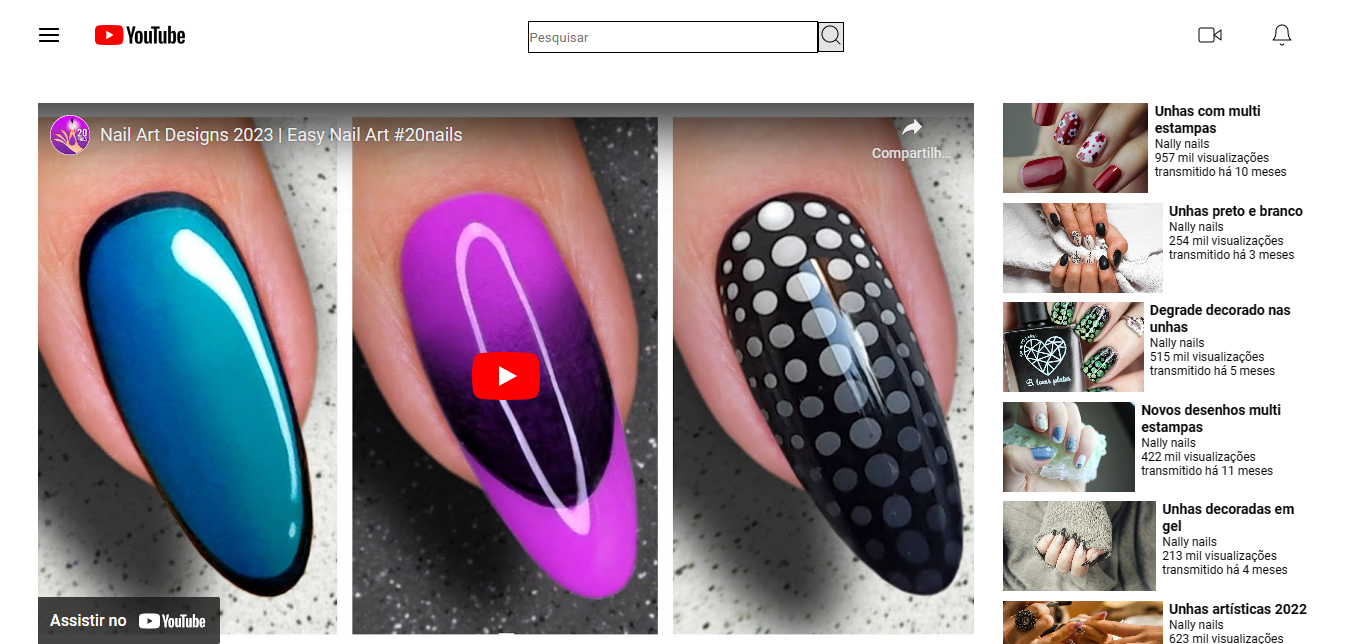 YouTube
Pesquisar
20
Nail Art Designs 2023 | Easy Nail Art #20nails
Compartilh...
Assistir no YouTube
Unhas com multi
estampas
Nally nails
957 mil visualizações
transmitido há 10 meses
Unhas preto e branco
Nally nails
254 mil visualizações
transmitido há 3 meses
B. loves plates
Degrade decorado nas
unhas
Nally nails
515 mil visualizações
transmitido há 5 meses
Novos desenhos multi
estampas
Nally nails
422 mil visualizações
transmitido há 11 meses
Unhas decoradas em
gel
Nally nails
213 mil visualizações
transmitido há 4 meses
Unhas artísticas 2022
Nally nails
623 mil visualizações